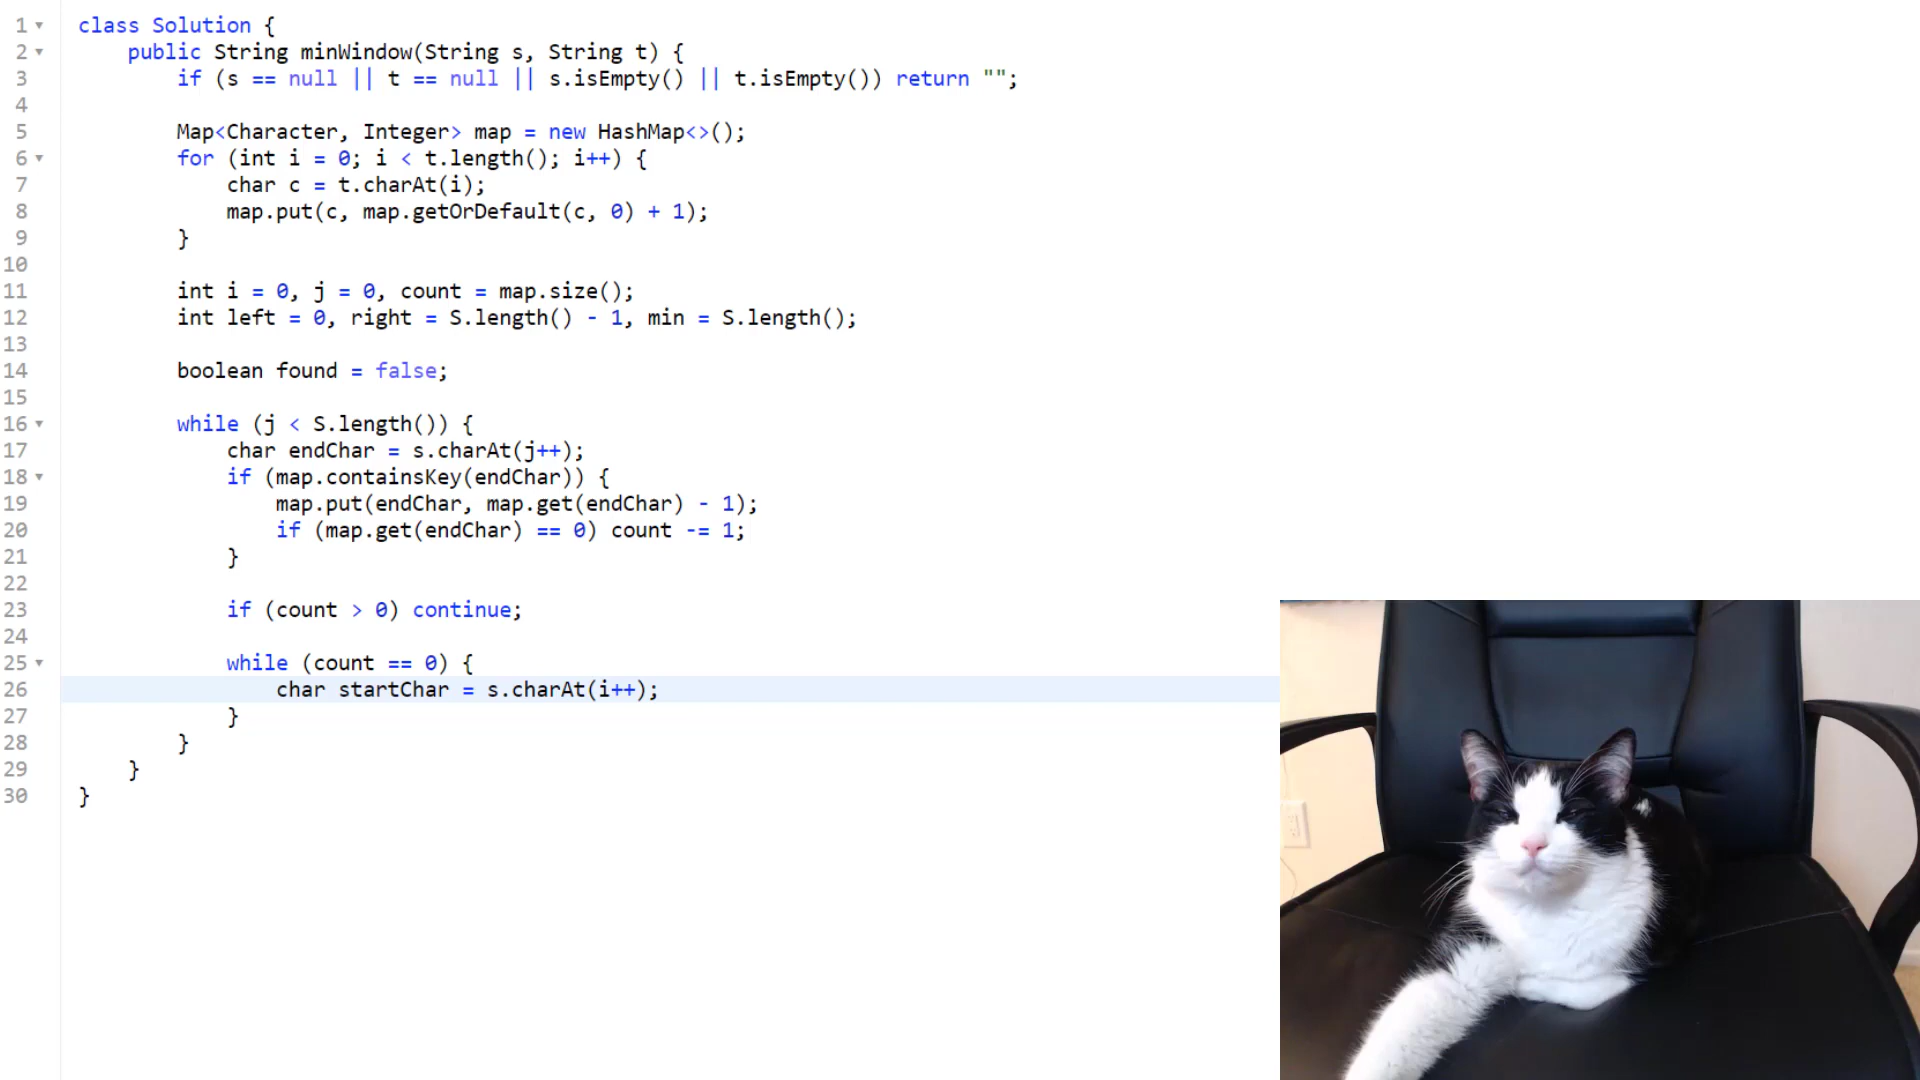 1 class Solution {
2 public String minWindow(String s, String t) {
3 if (s == null || t == null || s.isEmpty() || t.isEmpty()) return "";
4
5 Map<Character, Integer> map = new HashMap<>();
6 for (int i = 0; i < t.length(); i++) {
7 char c = t.charAt(i);
8 map.put(c, map.getOrDefault(c, 0) + 1);
9 }
10
11 int i = 0, j = 0, count = map.size();
12 int left = 0, right = S.length() - 1, min = S.length();
13
14 boolean found = false;
15
16 while (j < S.length()) {
17 char endChar = s.charAt(j++);
18 if (map.containsKey(endChar)) {
19 map.put(endChar, map.get(endChar) - 1);
20 if (map.get(endChar) == 0) count -= 1;
21 }
22
23 if (count > 0) continue;
24
25 while (count == 0) {
26 char startChar = s.charAt(i++);
27 }
28 }
29 }
30 }